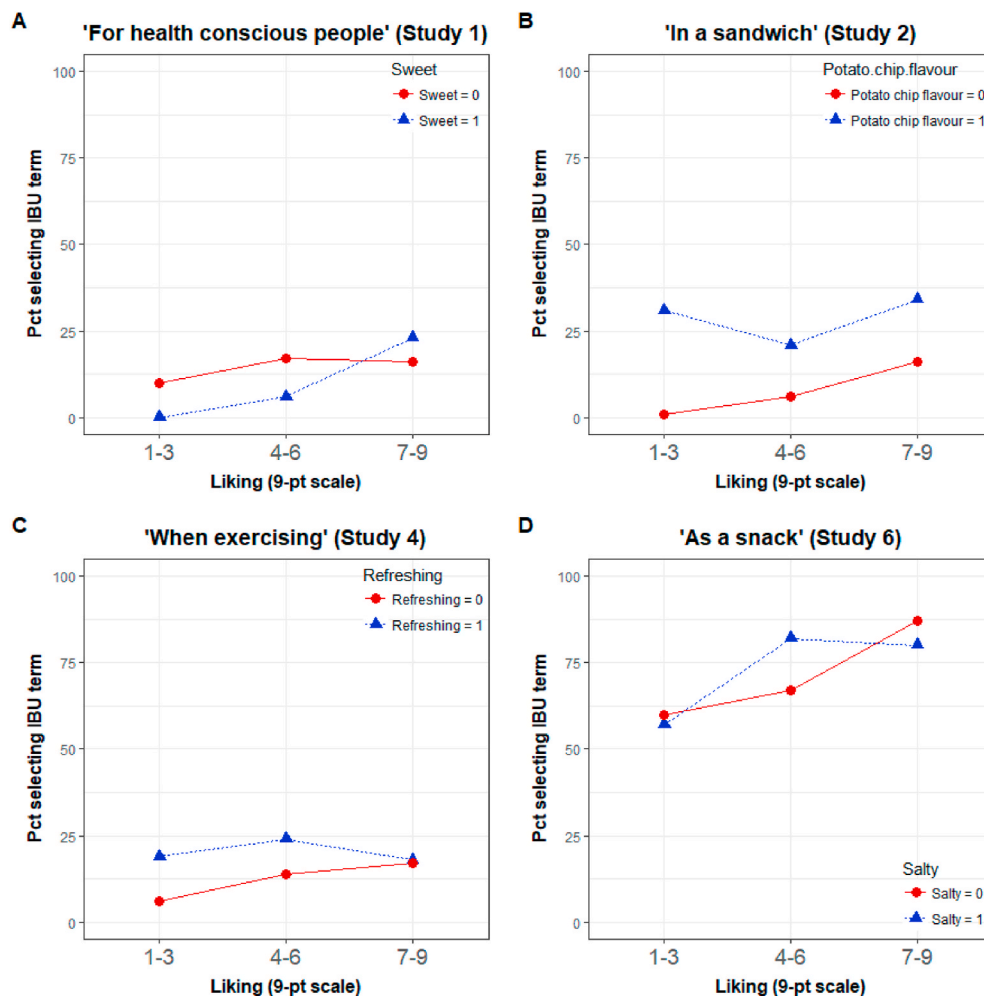 A
'For health conscious people' (Study 1)
Sweet
Sweet = 0
Sweet = 1
100
75
50
25
0
Pct selecting IBU term
1-3
4-6
7-9
Liking (9-pt scale)
B
'In a sandwich' (Study 2)
Potato.chip.flavour
Potato chip flavour = 0
Potato chip flavour = 1
100
75
50
25
0
Pct selecting IBU term
1-3
4-6
7-9
Liking (9-pt scale)
C
'When exercising' (Study 4)
Refreshing
Refreshing = 0
Refreshing = 1
100
75
50
25
0
Pct selecting IBU term
1-3
4-6
7-9
Liking (9-pt scale)
D
'As a snack' (Study 6)
100
75
50
25
0
Pct selecting IBU term
Salty
Salty = 0
Salty = 1
1-3
4-6
7-9
Liking (9-pt scale)